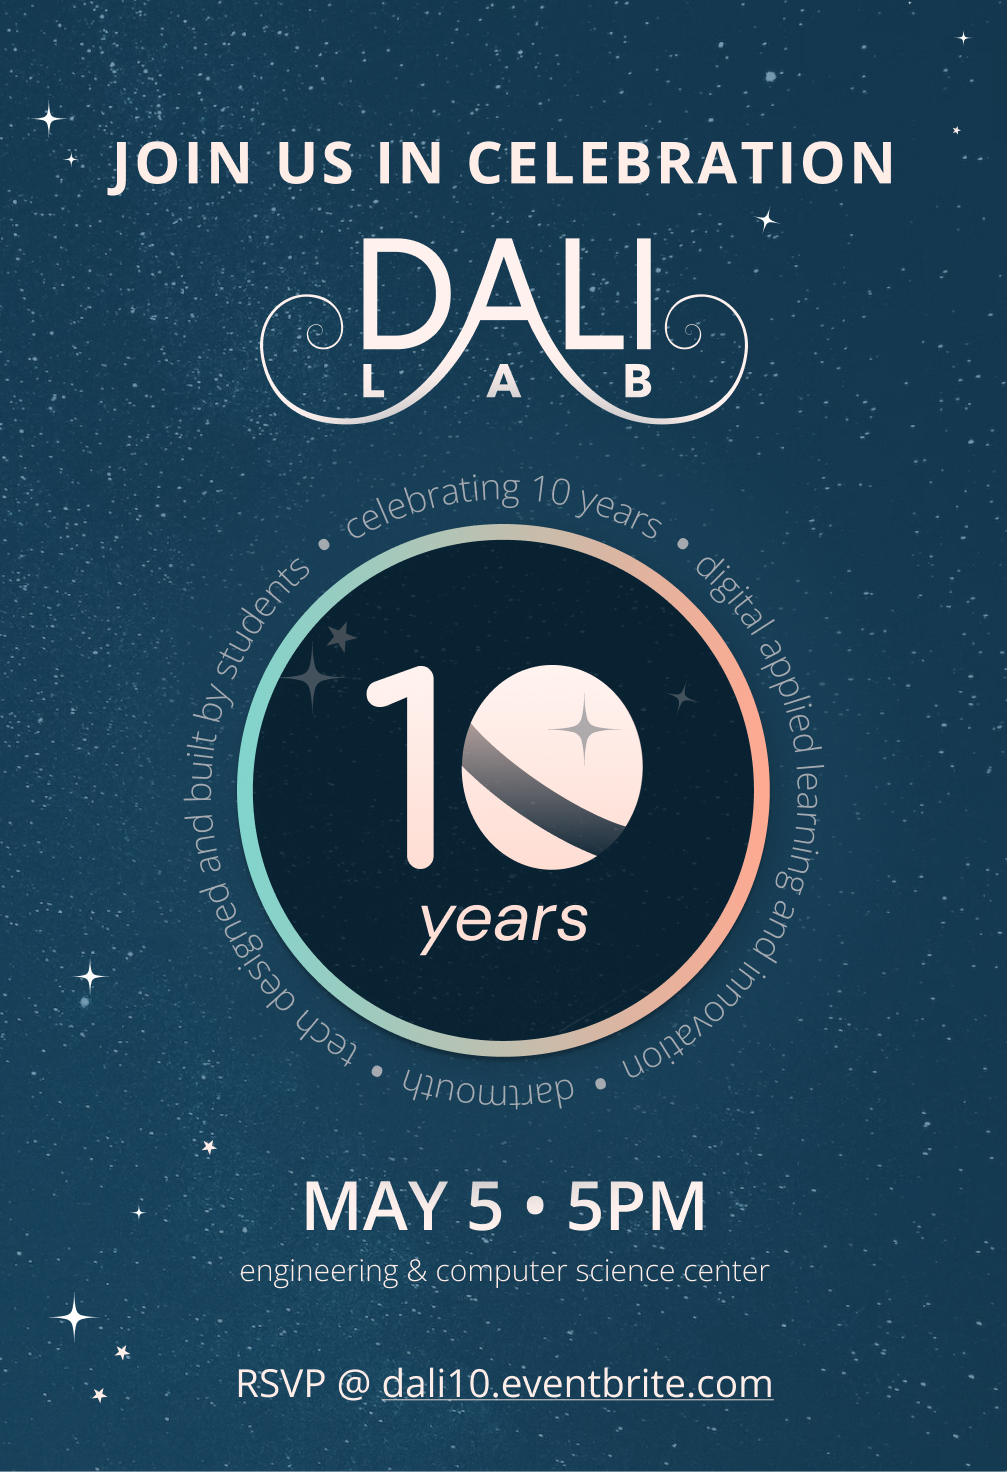 JOIN US IN CELEBRATION
DALI
LAB
celebrating 10 years • digital applied learning and innovation • dartmouth • tech designed and built by students •
10
years
MAY 5 • 5PM
engineering & computer science center
RSVP @ dali10.eventbrite.com